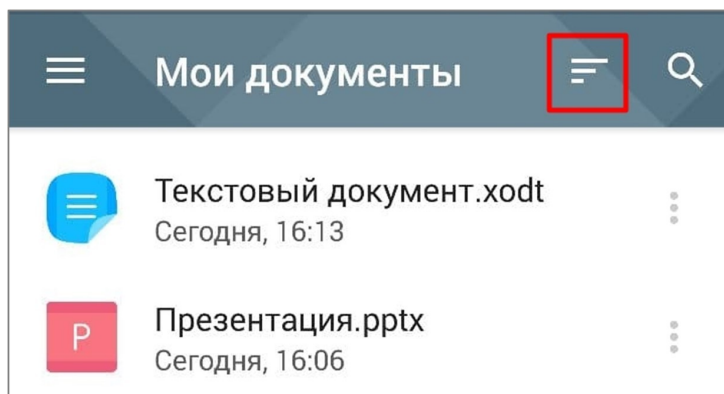 Мои документы
Текстовый документ.xodt
Сегодня, 16:13
P
Презентация.pptx
Сегодня, 16:06